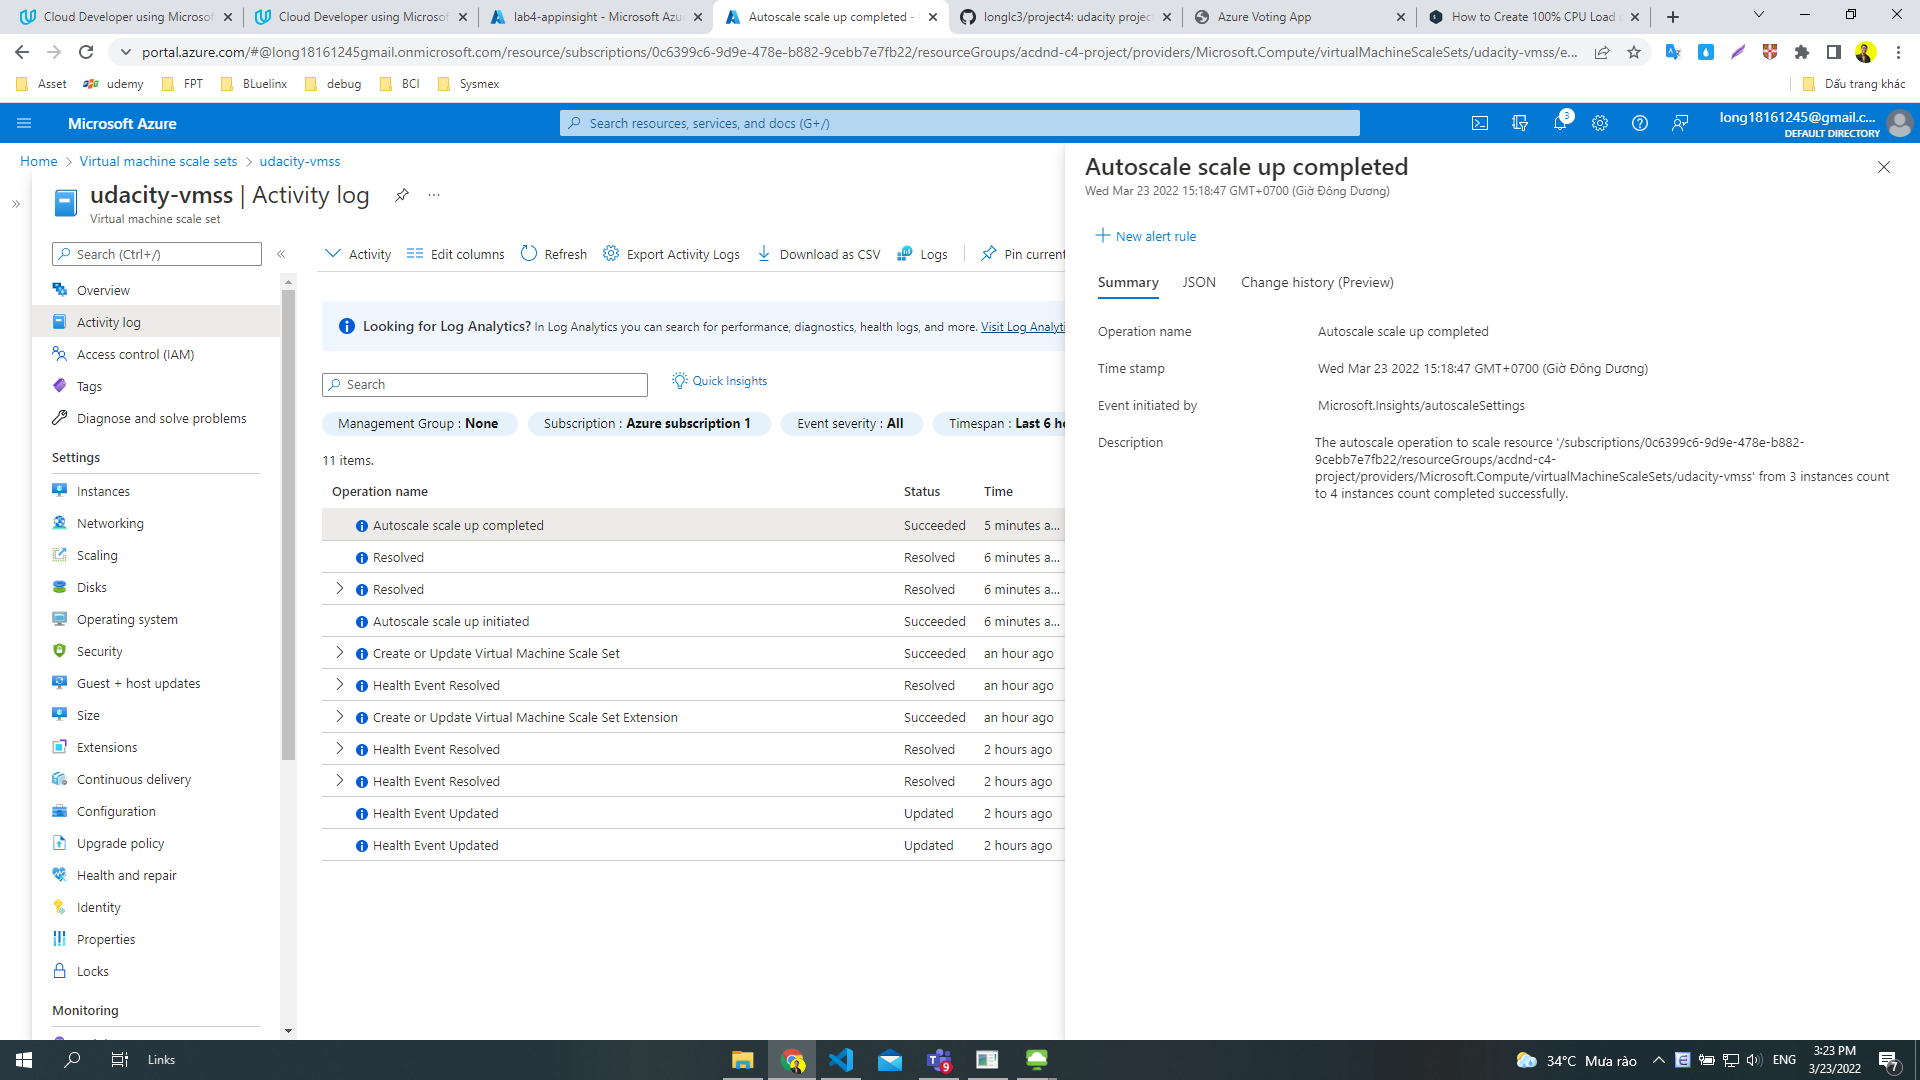 Cloud Developer using Microsof
Cloud Developer using Microsof
lab4-appinsight - Microsoft Azu
Autoscale scale up completed -
longlc3/project4: udacity projec
Azure Voting App
How to Create 100% CPU Load
portal.azure.com/#@long18161245gmail.onmicrosoft.com/resource/subscriptions/0c6399c6-9d9e-478e-b882-9cebb7e7fb22/resourceGroups/acdnd-c4-project/providers/Microsoft.Compute/virtualMachineScaleSets/udacity-vmss/e...
Asset
udemy
FPT
BLuelinx
debug
BCI
Sysmex
Dấu trang khác
Microsoft Azure
Search resources, services, and docs (G+/)
3
long18161245@gmail.c...
DEFAULT DIRECTORY
Home > Virtual machine scale sets > udacity-vmss
udacity-vmss | Activity log
Virtual machine scale set
Search (Ctrl+/)
Overview
Activity log
Access control (IAM)
Tags
Diagnose and solve problems
Settings
Instances
Networking
Scaling
Disks
Operating system
Security
Guest + host updates
Size
Extensions
Continuous delivery
Configuration
Upgrade policy
Health and repair
Identity
Properties
Locks
Monitoring
Activity
Edit columns
Refresh
Export Activity Logs
Download as CSV
Logs
Pin current
Looking for Log Analytics? In Log Analytics you can search for performance, diagnostics, health logs, and more. Visit Log Analyti
Search
Quick Insights
Management Group : None
Subscription : Azure subscription 1
Event severity : All
Timespan : Last 6 ho
11 items.
Operation name Status Time
Autoscale scale up completed Succeeded 5 minutes a...
Resolved Resolved 6 minutes a...
Resolved Resolved 6 minutes a...
Autoscale scale up initiated Succeeded 6 minutes a...
Create or Update Virtual Machine Scale Set Succeeded an hour ago
Health Event Resolved Resolved an hour ago
Create or Update Virtual Machine Scale Set Extension Succeeded an hour ago
Health Event Resolved Resolved 2 hours ago
Health Event Resolved Resolved 2 hours ago
Health Event Updated Updated 2 hours ago
Health Event Updated Updated 2 hours ago
Autoscale scale up completed
Wed Mar 23 2022 15:18:47 GMT+0700 (Giờ Đông Dương)
New alert rule
Summary
JSON
Change history (Preview)
Operation name Autoscale scale up completed
Time stamp Wed Mar 23 2022 15:18:47 GMT+0700 (Giờ Đông Dương)
Event initiated by Microsoft.Insights/autoscaleSettings
Description The autoscale operation to scale resource '/subscriptions/0c6399c6-9d9e-478e-b882-
9cebb7e7fb22/resourceGroups/acdnd-c4-
project/providers/Microsoft.Compute/virtualMachineScaleSets/udacity-vmss' from 3 instances count
to 4 instances count completed successfully.
Links
9
34°C Mưa rào
ENG
3:23 PM
3/23/2022
7